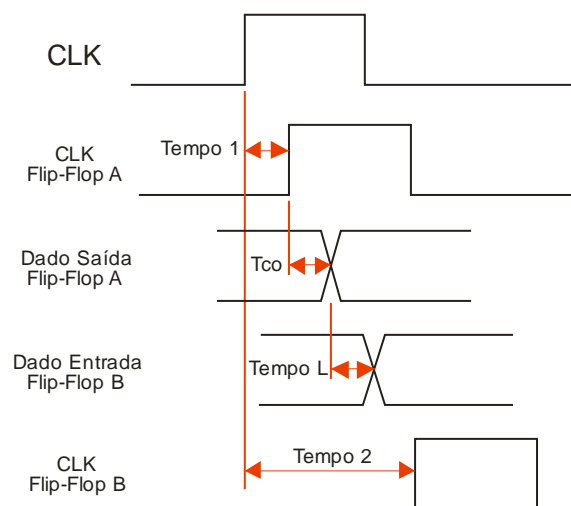 CLK
Tempo 1
CLK
Flip-Flop A
Dado Saída
Flip-Flop A
Tco
Dado Entrada
Flip-Flop B
Tempo L
Tempo 2
CLK
Flip-Flop B